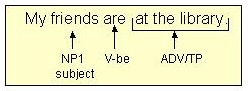 My friends are at the library.
NP1 V-be ADV/TP
subject